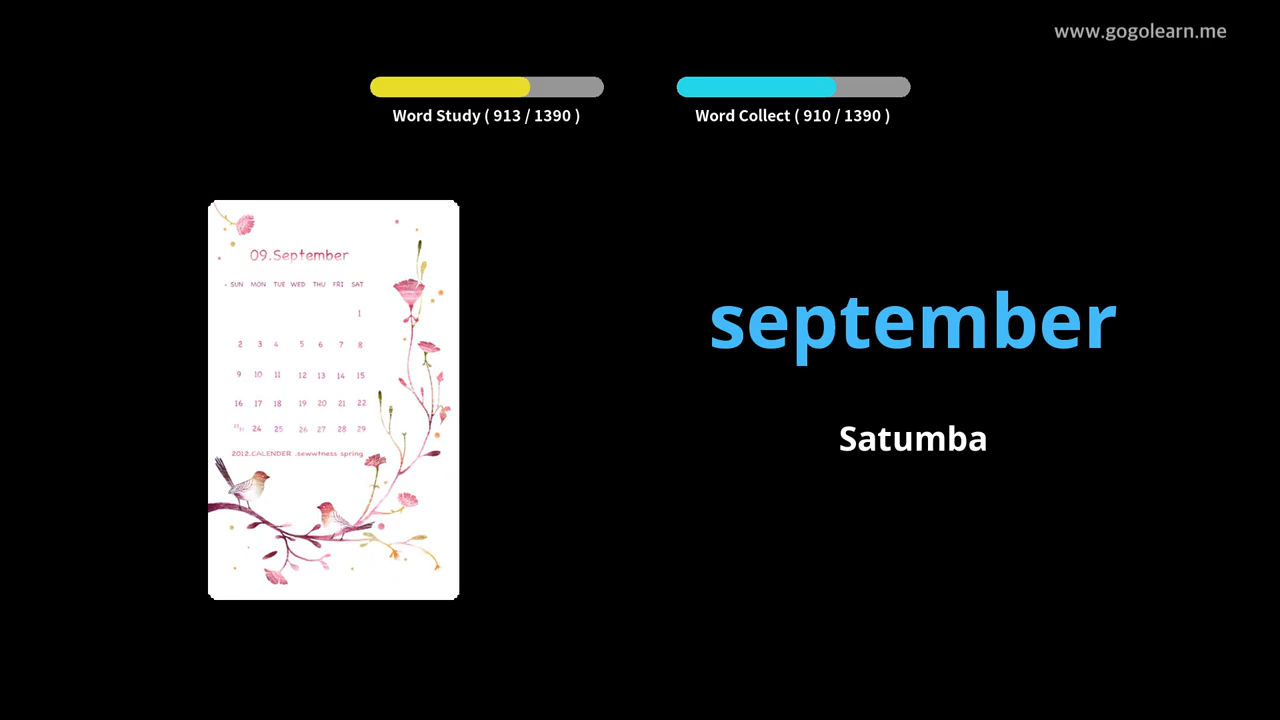 www.gogolearn.me
Word Study ( 913 / 1390 )
Word Collect ( 910 / 1390 )
09.September
SUN MON TUE WED THU FRI SAT
1
2 3 4 5 6 7 8
9 10 11 12 13 14 15
16 17 18 19 20 21 22
24 25 26 27 28 29
2012.CALENDER .sewwtness spring
september
Satumba